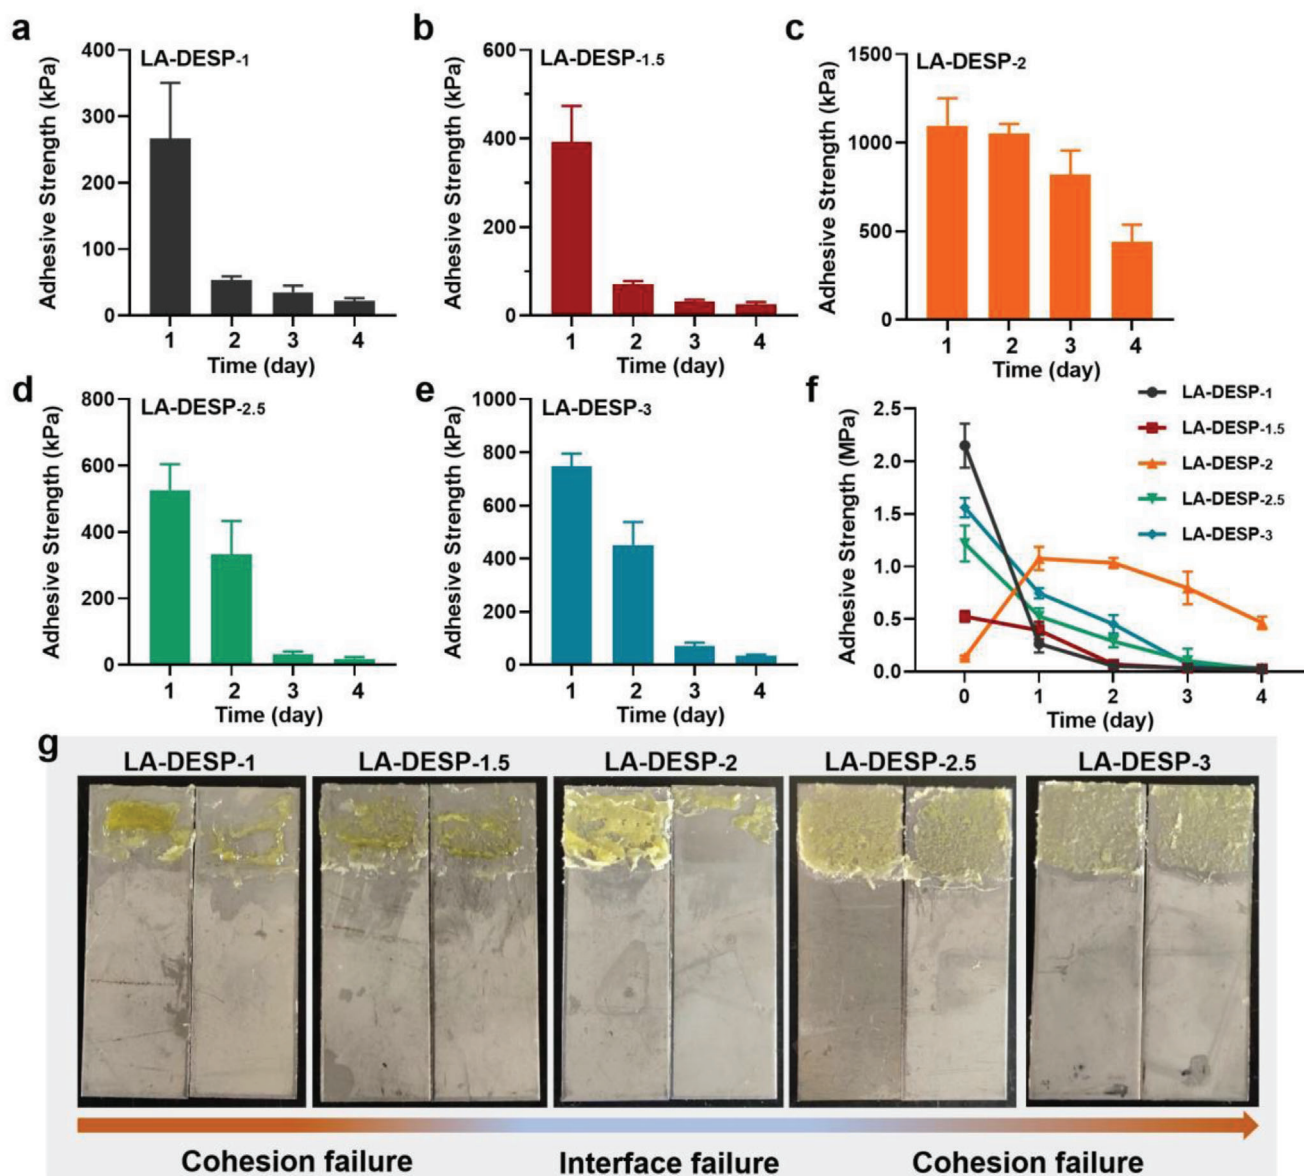 a
LA-DESP-1
Adhesive Strength (kPa)
400
300
200
100
0
1 2 3 4
Time (day)
b
LA-DESP-1.5
Adhesive Strength (kPa)
600
400
200
0
1 2 3 4
Time (day)
c
LA-DESP-2
Adhesive Strength (kPa)
1500
1000
500
0
1 2 3 4
Time (day)
d
LA-DESP-2.5
Adhesive Strength (kPa)
800
600
400
200
0
1 2 3 4
Time (day)
e
LA-DESP-3
Adhesive Strength (kPa)
1000
800
600
400
200
0
1 2 3 4
Time (day)
f
LA-DESP-1
LA-DESP-1.5
LA-DESP-2
LA-DESP-2.5
LA-DESP-3
Adhesive Strength (MPa)
2.5
2.0
1.5
1.0
0.5
0.0
0 1 2 3 4
Time (day)
g
LA-DESP-1 LA-DESP-1.5 LA-DESP-2 LA-DESP-2.5 LA-DESP-3
Cohesion failure Interface failure Cohesion failure